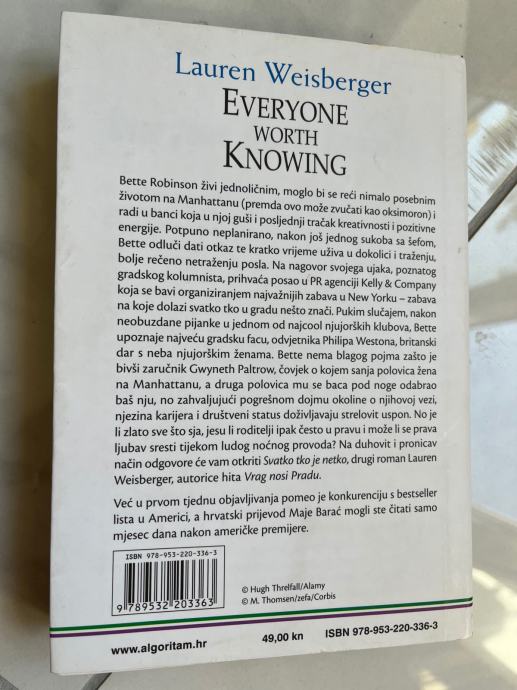 Lauren Weisberger
EVERYONE
WORTH
KNOWING
Bette Robinson živi jednoličnim, moglo bi se reći nimalo posebnim
životom na Manhattanu (premda ovo može zvučati kao oksimoron) i
radi u banci koja u njoj guši i posljednji tračak kreativnosti i pozitivne
energije. Potpuno neplanirano, nakon još jednog sukoba sa šefom,
Bette odluči dati otkaz te kratko vrijeme uživa u dokolici i traženju,
bolje rečeno netraženju posla. Na nagovor svojega ujaka, poznatog
gradskog kolumnista, prihvaća posao u PR agenciji Kelly & Company
koja se bavi organiziranjem najvažnijih zabava u New Yorku – zabava
na koje dolazi svatko tko u gradu nešto znači. Pukim slučajem, nakon
neobuzdane pijanke u jednom od najcool njujorških klubova, Bette
upoznaje najveću gradsku facu, odvjetnika Philipa Westona, britanski
dar s neba njujorškim ženama. Bette nema blagog pojma zašto je
bivši zaručnik Gwyneth Paltrow, čovjek o kojem sanja polovica žena
na Manhattanu, a druga polovica mu se baca pod noge odabrao
baš nju, no zahvaljujući pogrešnom dojmu okoline o njihovoj vezi,
njezina karijera i društveni status doživljavaju strelovit uspon. No je
li zlato sve što sja, jesu li roditelji ipak često u pravu i može li se prava
ljubav sresti tijekom ludog noćnog provoda? Na duhovit i pronicav
način odgovore će vam otkriti Svatko tko je netko, drugi roman Lauren
Weisberger, autorice hita Vrag nosi Pradu.
Već u prvom tjednu objavljivanja pomeo je konkurenciju s bestseller
lista u Americi, a hrvatski prijevod Maje Barać mogli ste čitati samo
mjesec dana nakon američke premijere.
ISBN 978-953-220-336-3
9 789532 203363
© Hugh Threlfall/Alamy
© M. Thomsen/zefa/Corbis
www.algoritam.hr 49,00 kn ISBN 978-953-220-336-3